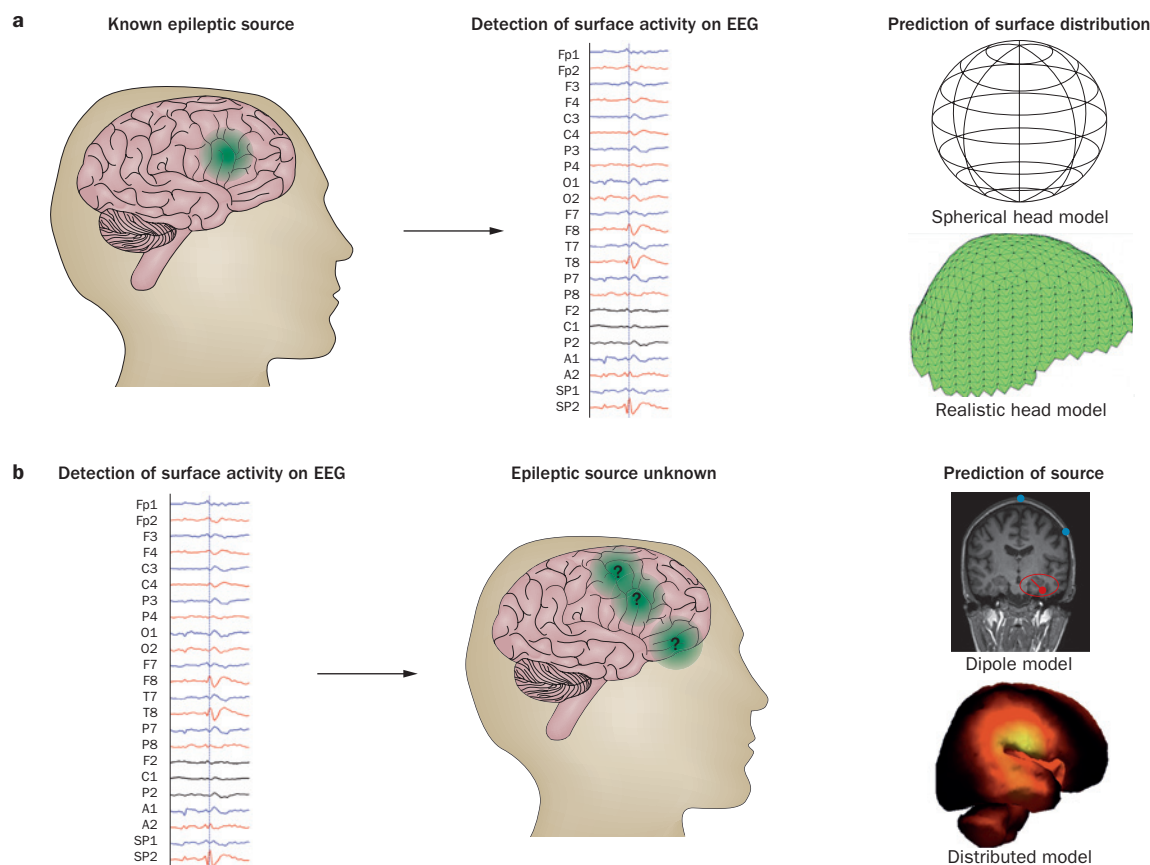 a
Known epileptic source
Detection of surface activity on EEG
Prediction of surface distribution
Fp1
Fp2
F3
F4
C3
C4
P3
P4
O1
O2
F7
F8
T7
T8
P7
P8
F2
C1
P2
A1
A2
SP1
SP2
Spherical head model
Realistic head model
b
Detection of surface activity on EEG
Epileptic source unknown
Prediction of source
Fp1
Fp2
F3
F4
C3
C4
P3
P4
O1
O2
F7
F8
T7
T8
P7
P8
F2
C1
P2
A1
A2
SP1
SP2
?
?
?
Dipole model
Distributed model